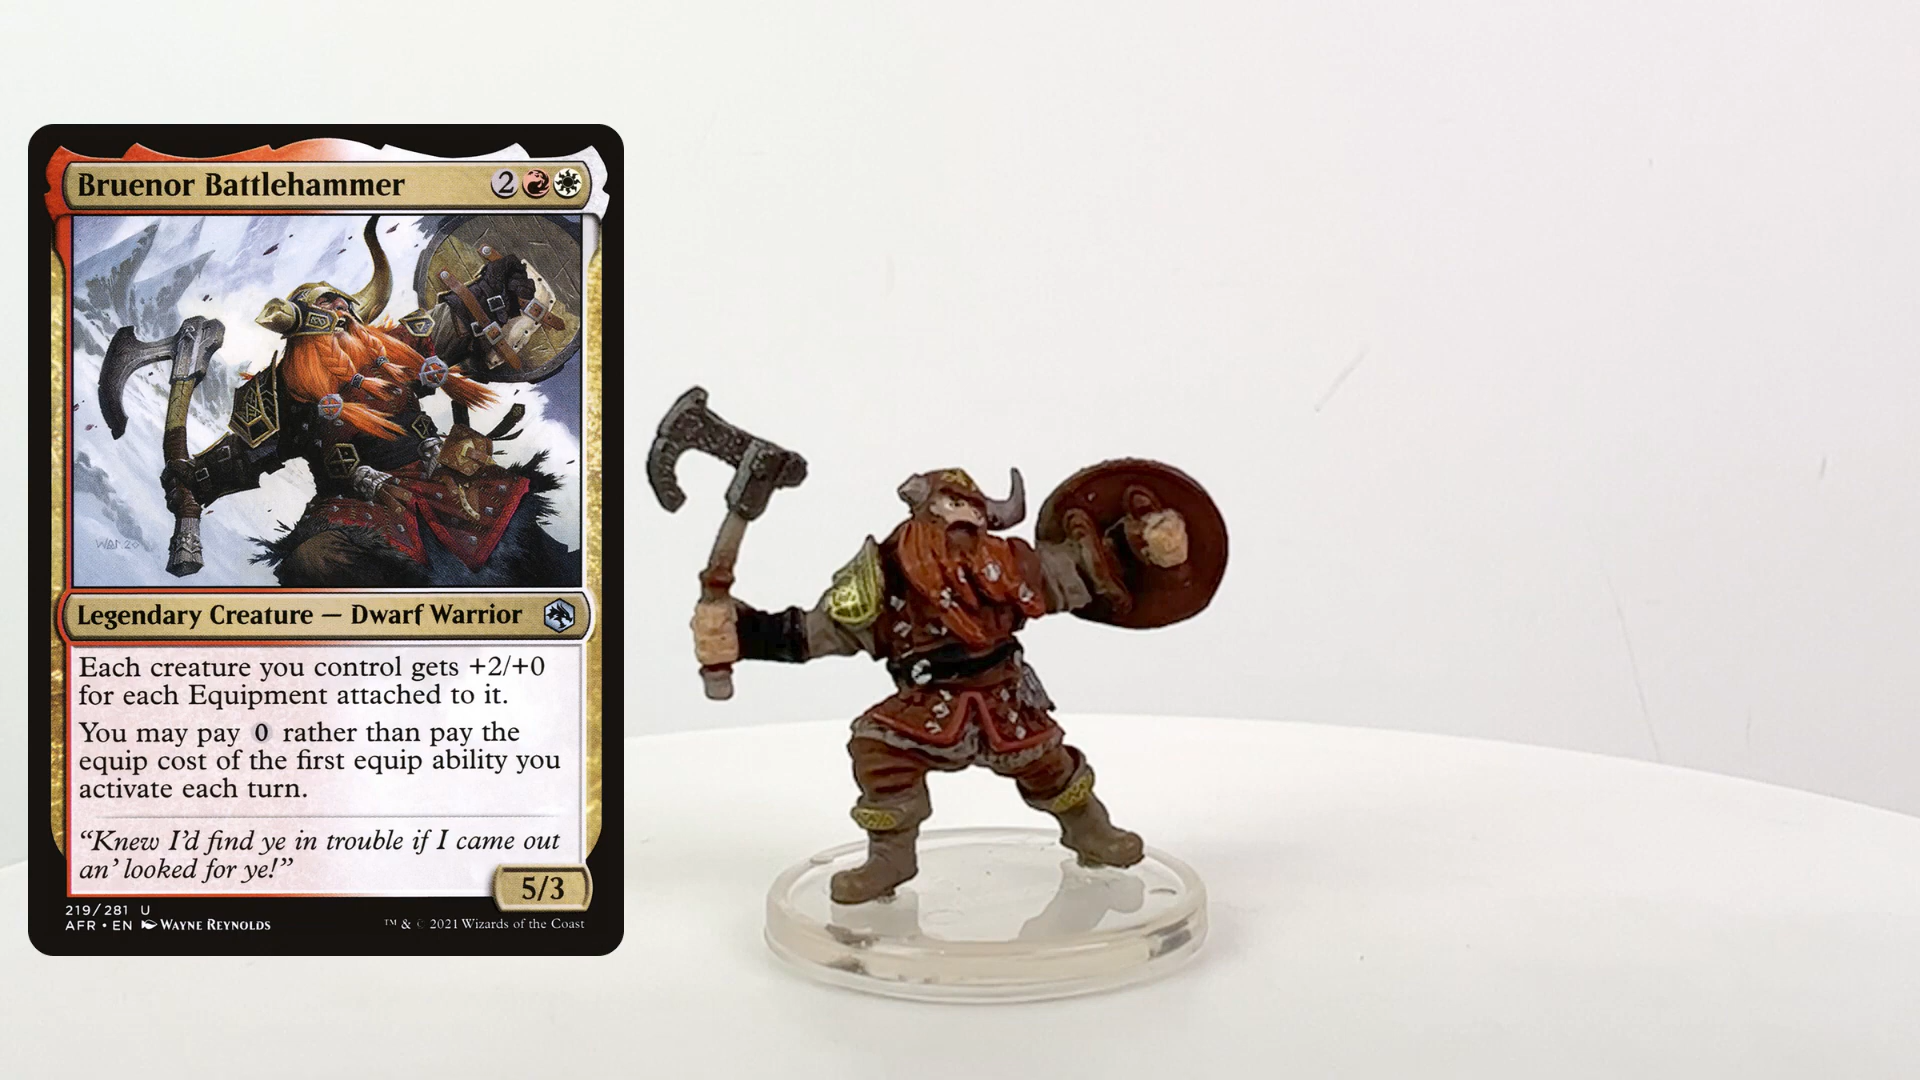 Bruenor Battlehammer 2
WAR20
Legendary Creature — Dwarf Warrior
Each creature you control gets +2/+0
for each Equipment attached to it.
You may pay 0 rather than pay the
equip cost of the first equip ability you
activate each turn.
“Knew I’d find ye in trouble if I came out
an’ looked for ye!”
5/3
219/281 U
AFR • EN WAYNE REYNOLDS
™ & © 2021 Wizards of the Coast